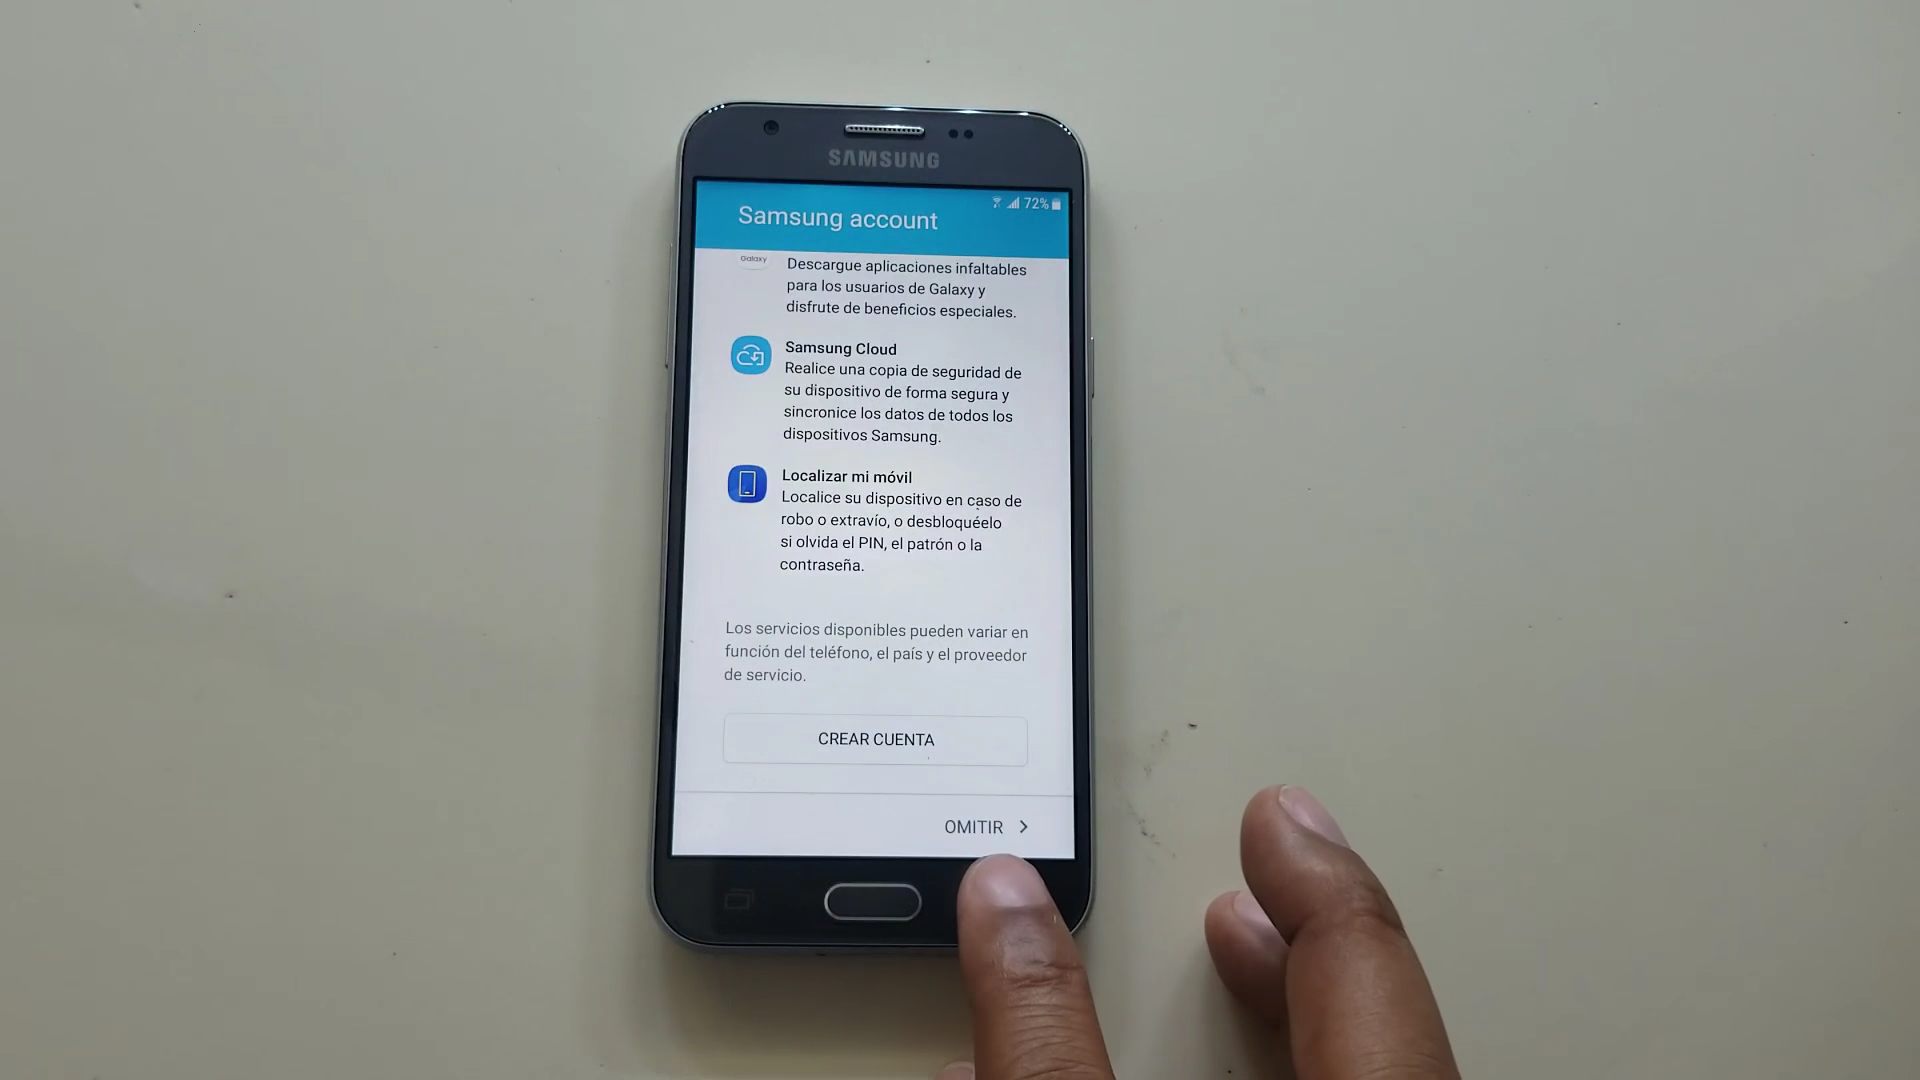 SAMSUNG
72%
Samsung account
Galaxy
Descargue aplicaciones infaltables
para los usuarios de Galaxy y
disfrute de beneficios especiales.
Samsung Cloud
Realice una copia de seguridad de
su dispositivo de forma segura y
sincronice los datos de todos los
dispositivos Samsung.
Localizar mi móvil
Localice su dispositivo en caso de
robo o extravío, o desbloquéelo
si olvida el PIN, el patrón o la
contraseña.
Los servicios disponibles pueden variar en
función del teléfono, el país y el proveedor
de servicio.
CREAR CUENTA
OMITIR